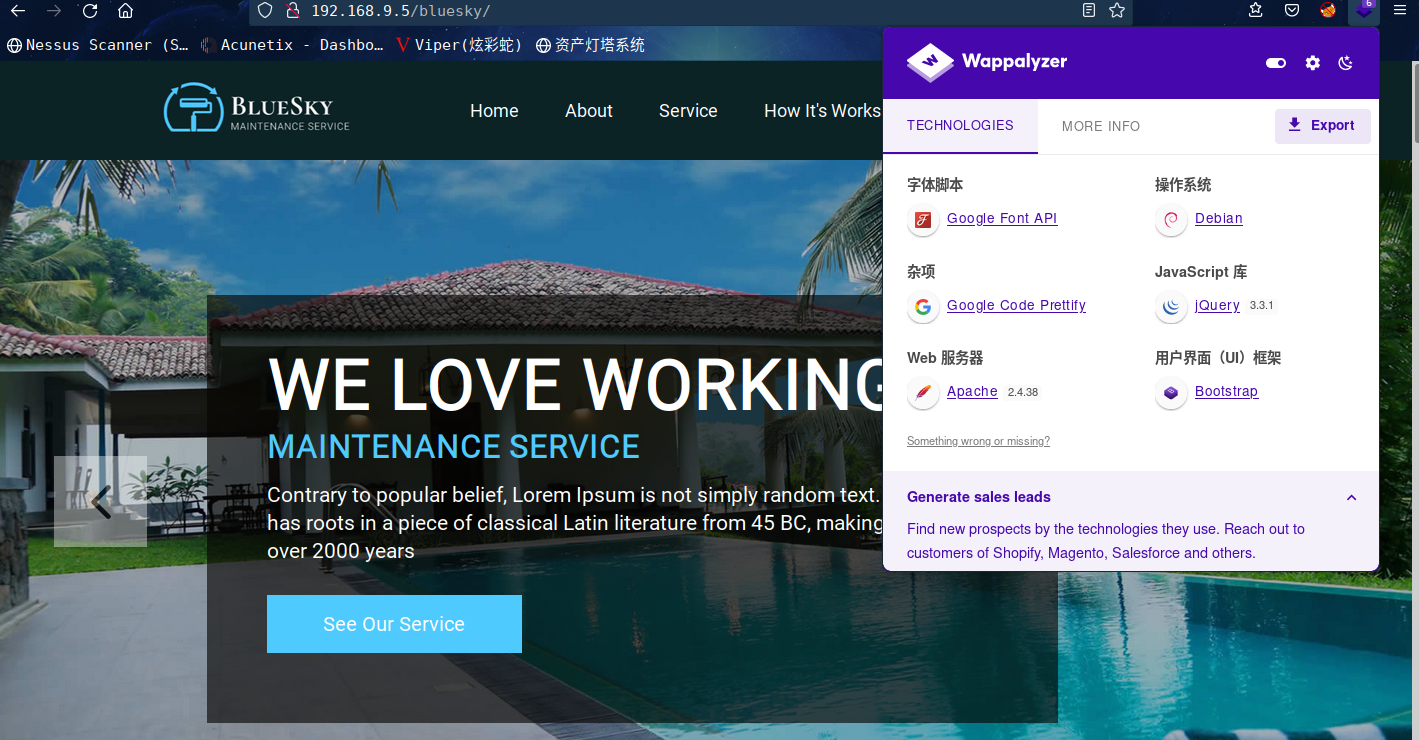 192.168.9.5/bluesky/
6
Nessus Scanner (S… Acunetix - Dashbo… Viper(炫彩蛇) 资产灯塔系统
Wappalyzer
BLUESKY
MAINTENANCE SERVICE
Home About Service How It's Works
TECHNOLOGIES MORE INFO Export
字体脚本 操作系统
Google Font API Debian
杂项 JavaScript 库
Google Code Prettify jQuery 3.3.1
Web 服务器 用户界面（UI）框架
Apache 2.4.38 Bootstrap
Something wrong or missing?
Generate sales leads
Find new prospects by the technologies they use. Reach out to
customers of Shopify, Magento, Salesforce and others.
WE LOVE WORKING
MAINTENANCE SERVICE
Contrary to popular belief, Lorem Ipsum is not simply random text.
has roots in a piece of classical Latin literature from 45 BC, making
over 2000 years
See Our Service